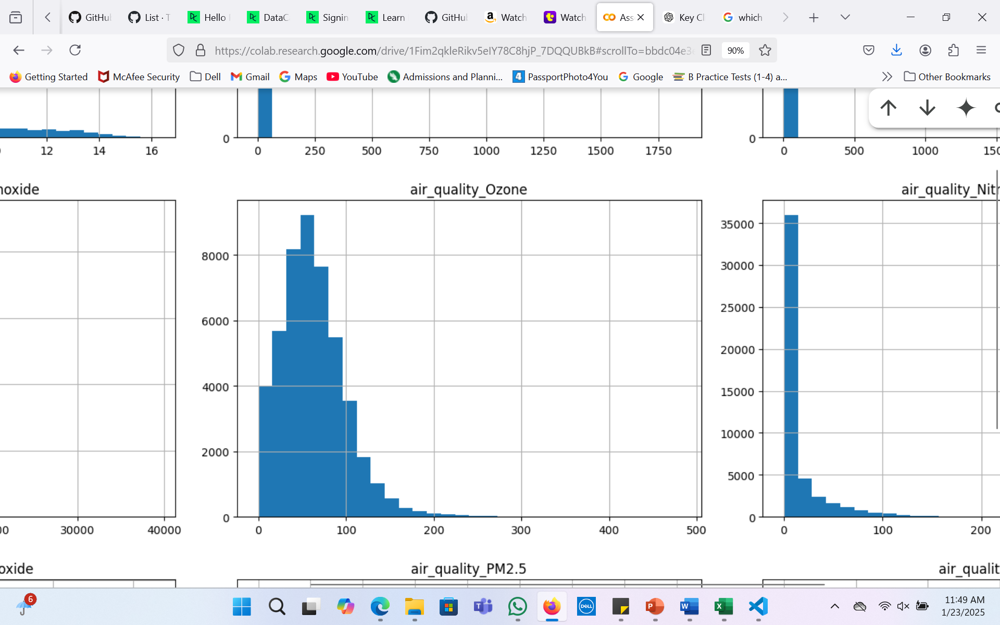 GitHu List · T Hello DataC Signin Learn GitHu Watch Watch Ass Key Cl which
https://colab.research.google.com/drive/1Fim2qkleRikv5eIY78C8hjP_7DQQUBkB#scrollTo=bbdc04e3 90%
Getting Started McAfee Security Dell Gmail Maps YouTube Admissions and Planni... PassportPhoto4You Google B Practice Tests (1-4) a... Other Bookmarks
0 0
12 14 16 0 250 500 750 1000 1250 1500 1750 0 500 1000 150
noxide air_quality_Ozone air_quality_Nitr
35000
8000 30000
6000 25000
20000
4000 15000
10000
2000 5000
0 0
00 30000 40000 0 100 200 300 400 500 0 100 200
oxide air_quality_PM2.5 air_qualit
6 11:49 AM
1/23/2025